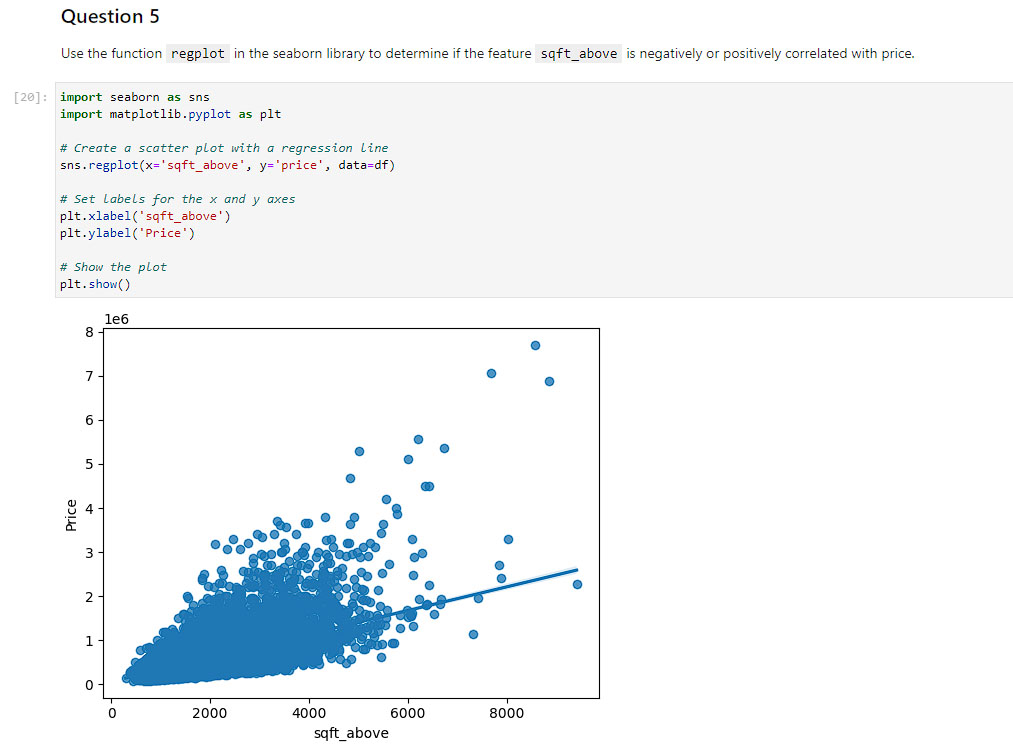 Question 5
Use the function regplot in the seaborn library to determine if the feature sqft_above is negatively or positively correlated with price.
[20]:
import seaborn as sns
import matplotlib.pyplot as plt
# Create a scatter plot with a regression line
sns.regplot(x='sqft_above', y='price', data=df)
# Set labels for the x and y axes
plt.xlabel('sqft_above')
plt.ylabel('Price')
# Show the plot
plt.show()
1e6
8
7
6
5
4
3
2
1
0
Price
0 2000 4000 6000 8000
sqft_above